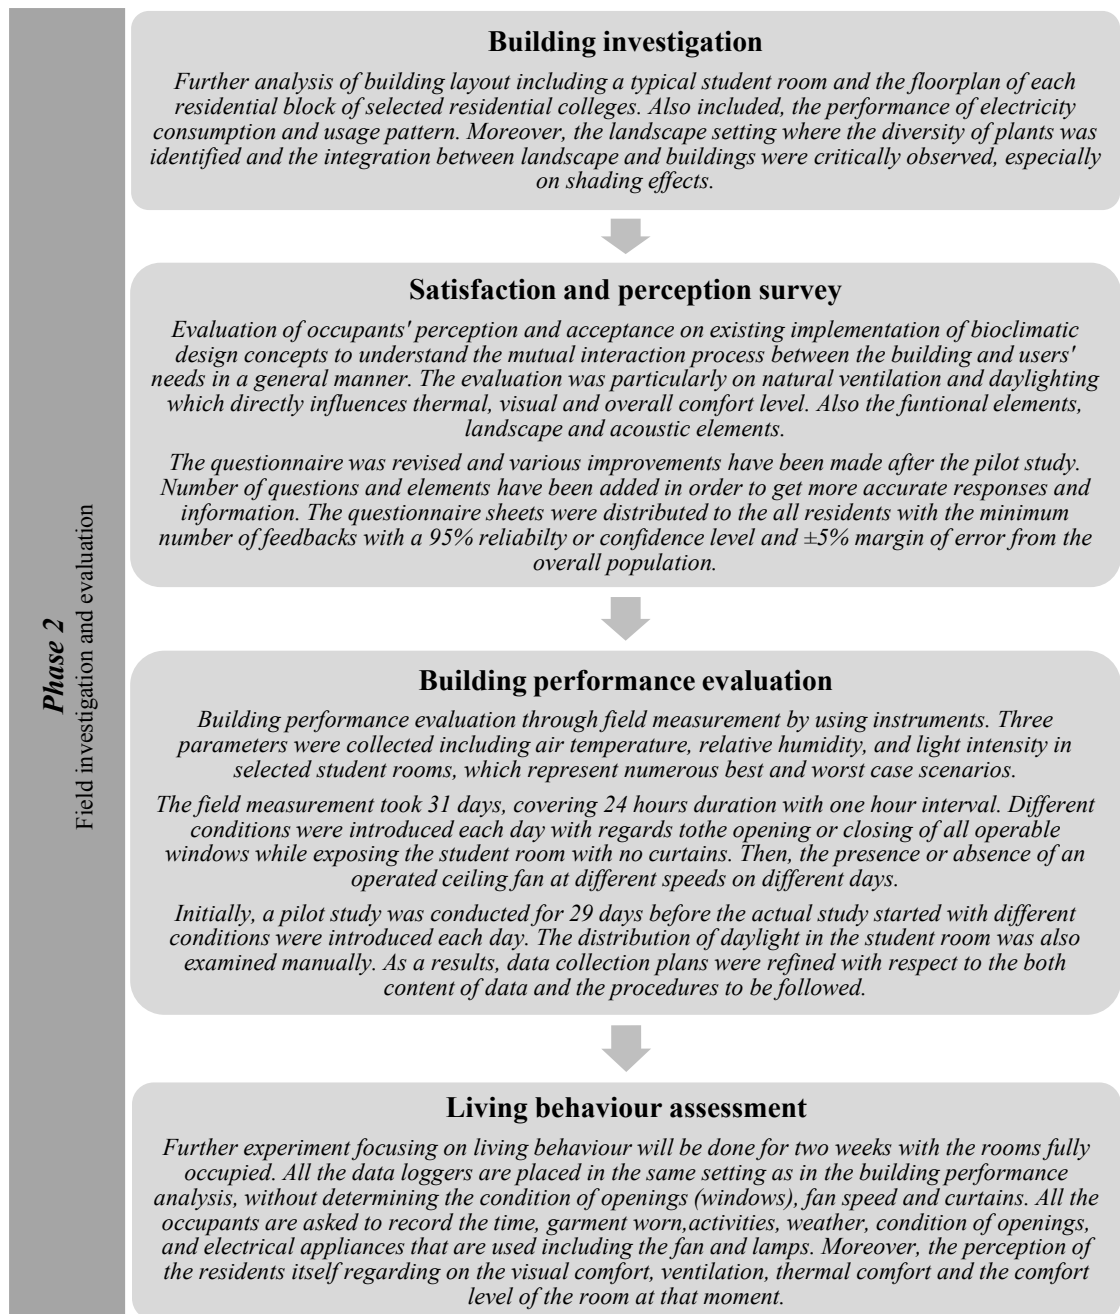 Phase 2
Field investigation and evaluation
Building investigation
Further analysis of building layout including a typical student room and the floorplan of each
residential block of selected residential colleges. Also included, the performance of electricity
consumption and usage pattern. Moreover, the landscape setting where the diversity of plants was
identified and the integration between landscape and buildings were critically observed, especially
on shading effects.
Satisfaction and perception survey
Evaluation of occupants' perception and acceptance on existing implementation of bioclimatic
design concepts to understand the mutual interaction process between the building and users'
needs in a general manner. The evaluation was particularly on natural ventilation and daylighting
which directly influences thermal, visual and overall comfort level. Also the funtional elements,
landscape and acoustic elements.
The questionnaire was revised and various improvements have been made after the pilot study.
Number of questions and elements have been added in order to get more accurate responses and
information. The questionnaire sheets were distributed to the all residents with the minimum
number of feedbacks with a 95% reliabilty or confidence level and ±5% margin of error from the
overall population.
Building performance evaluation
Building performance evaluation through field measurement by using instruments. Three
parameters were collected including air temperature, relative humidity, and light intensity in
selected student rooms, which represent numerous best and worst case scenarios.
The field measurement took 31 days, covering 24 hours duration with one hour interval. Different
conditions were introduced each day with regards tothe opening or closing of all operable
windows while exposing the student room with no curtains. Then, the presence or absence of an
operated ceiling fan at different speeds on different days.
Initially, a pilot study was conducted for 29 days before the actual study started with different
conditions were introduced each day. The distribution of daylight in the student room was also
examined manually. As a results, data collection plans were refined with respect to the both
content of data and the procedures to be followed.
Living behaviour assessment
Further experiment focusing on living behaviour will be done for two weeks with the rooms fully
occupied. All the data loggers are placed in the same setting as in the building performance
analysis, without determining the condition of openings (windows), fan speed and curtains. All the
occupants are asked to record the time, garment worn,activities, weather, condition of openings,
and electrical appliances that are used including the fan and lamps. Moreover, the perception of
the residents itself regarding on the visual comfort, ventilation, thermal comfort and the comfort
level of the room at that moment.